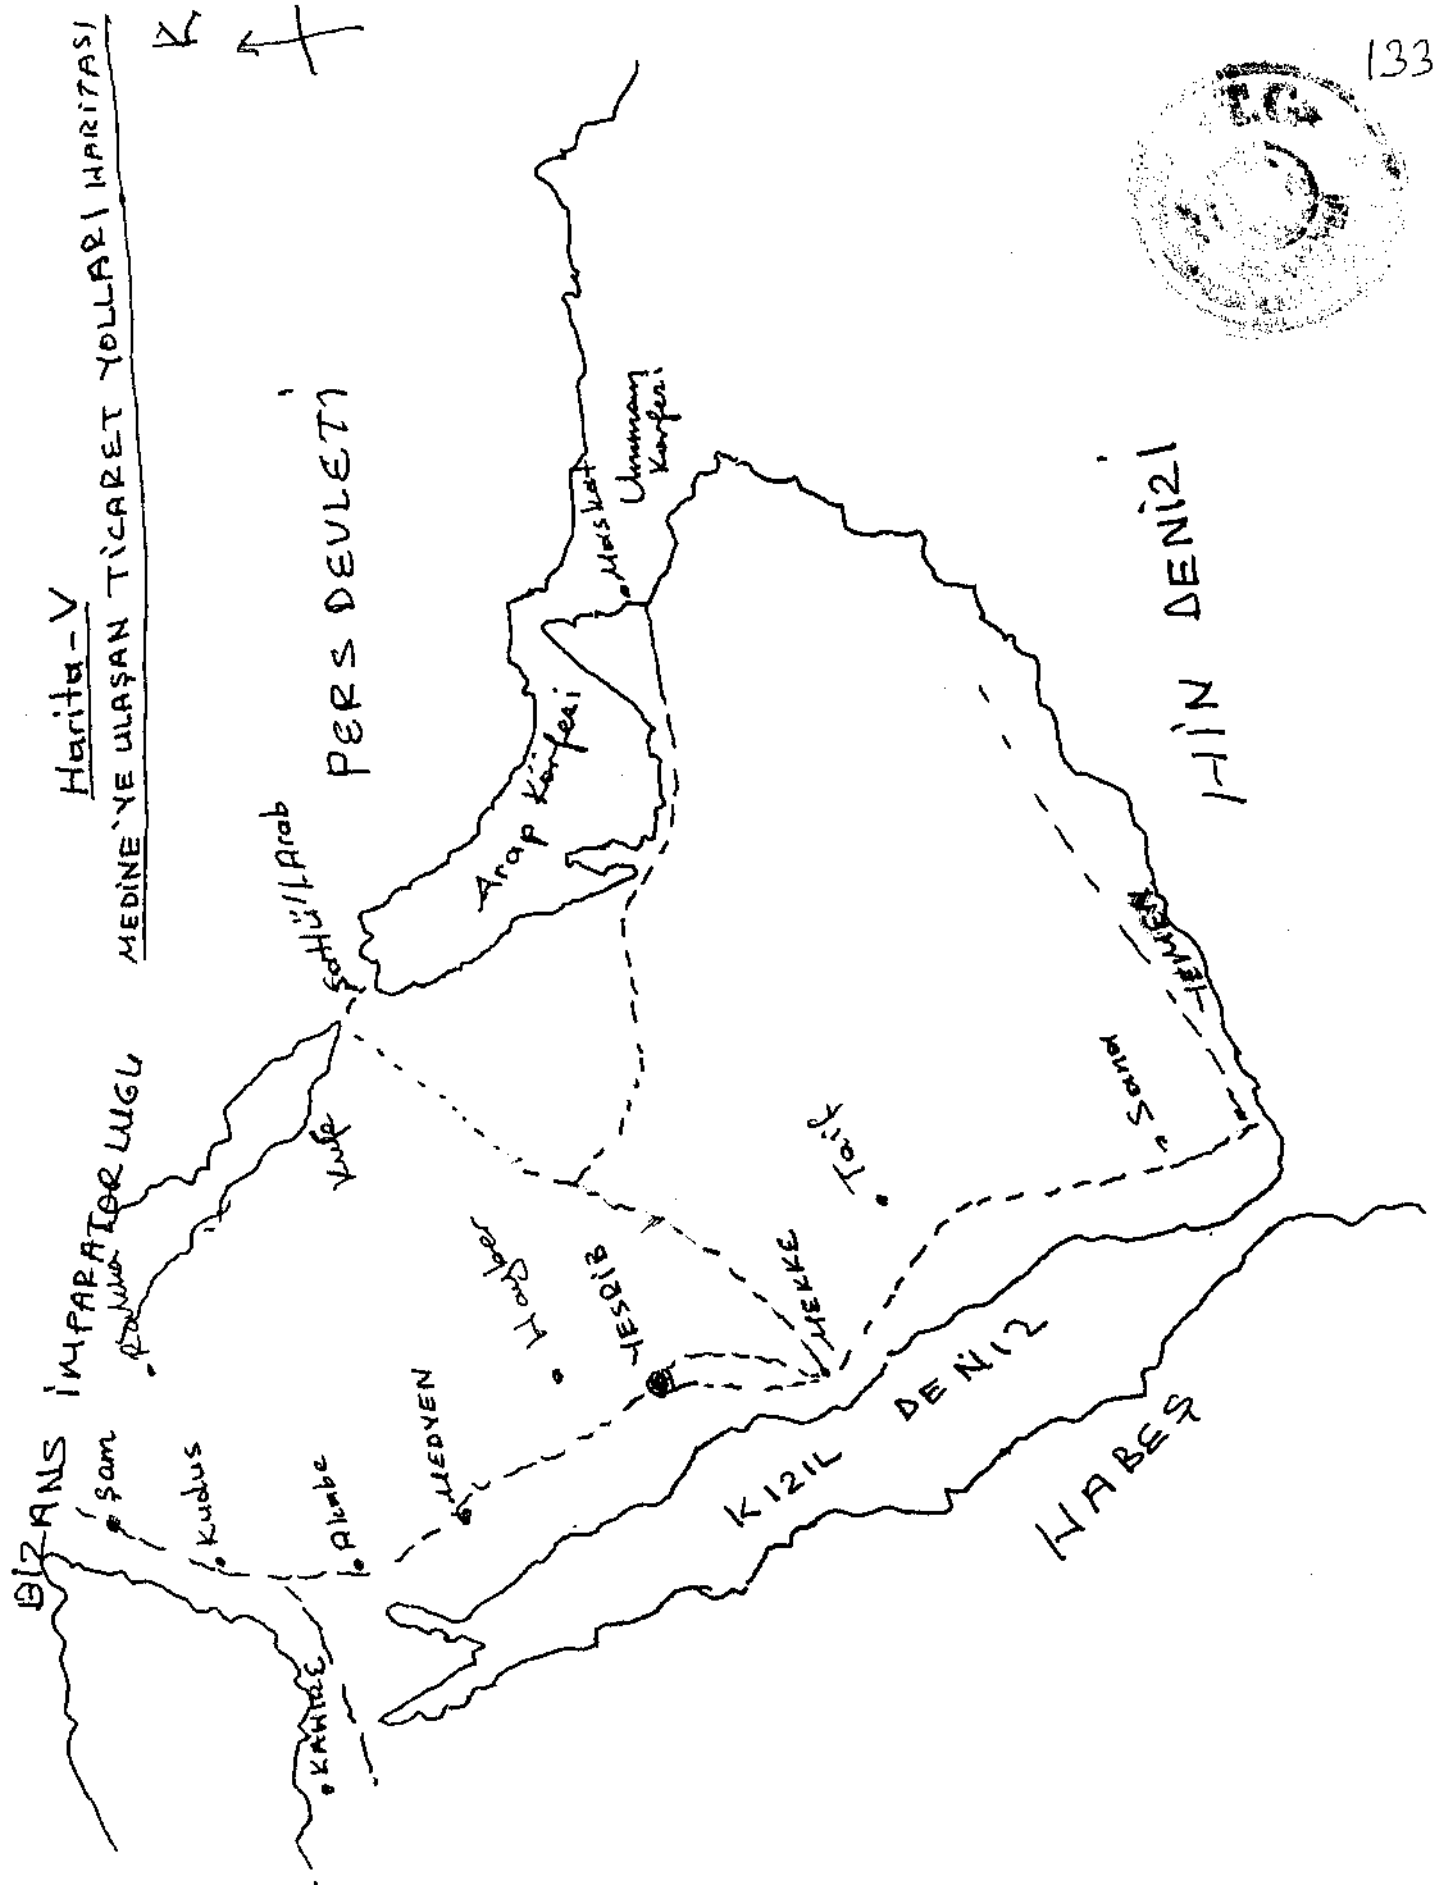 133
Harita-V
MEDİNE'YE ULAŞAN TİCARET YOLLARI HARİTASI
K
BİZANS İMPARATORLUGU
Şam
Rakka
Kudus
Akabe
KAHİRE
MEDYEN
Hayber
YESRİB
MEKKE
Taif
Kufe
Şattü'l Arab
PERS DEVLETİ
Arap Körfezi
Maskat
Umman
Körfezi
KIZIL DENİZ
HABEŞ
Sana
YEMEN
HİN DENİZİ
T.C.